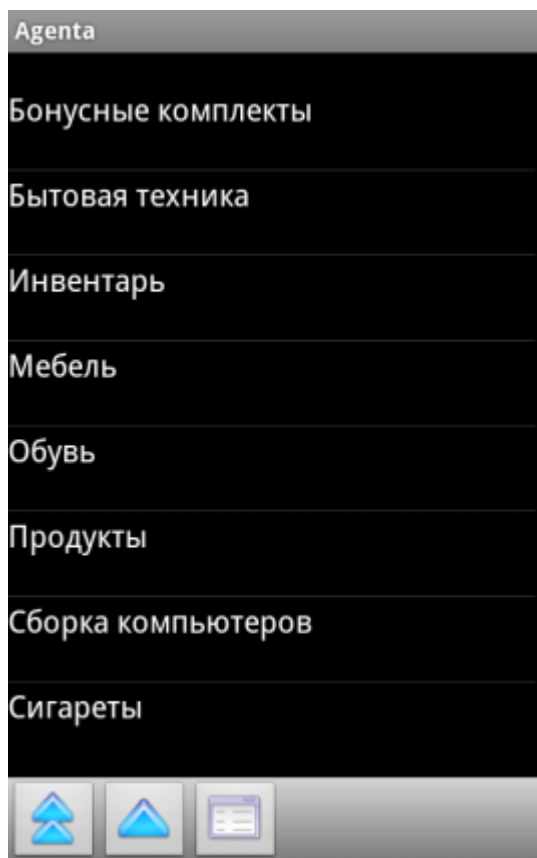 Agenta
Бонусные комплекты
Бытовая техника
Инвентарь
Мебель
Обувь
Продукты
Сборка компьютеров
Сигареты